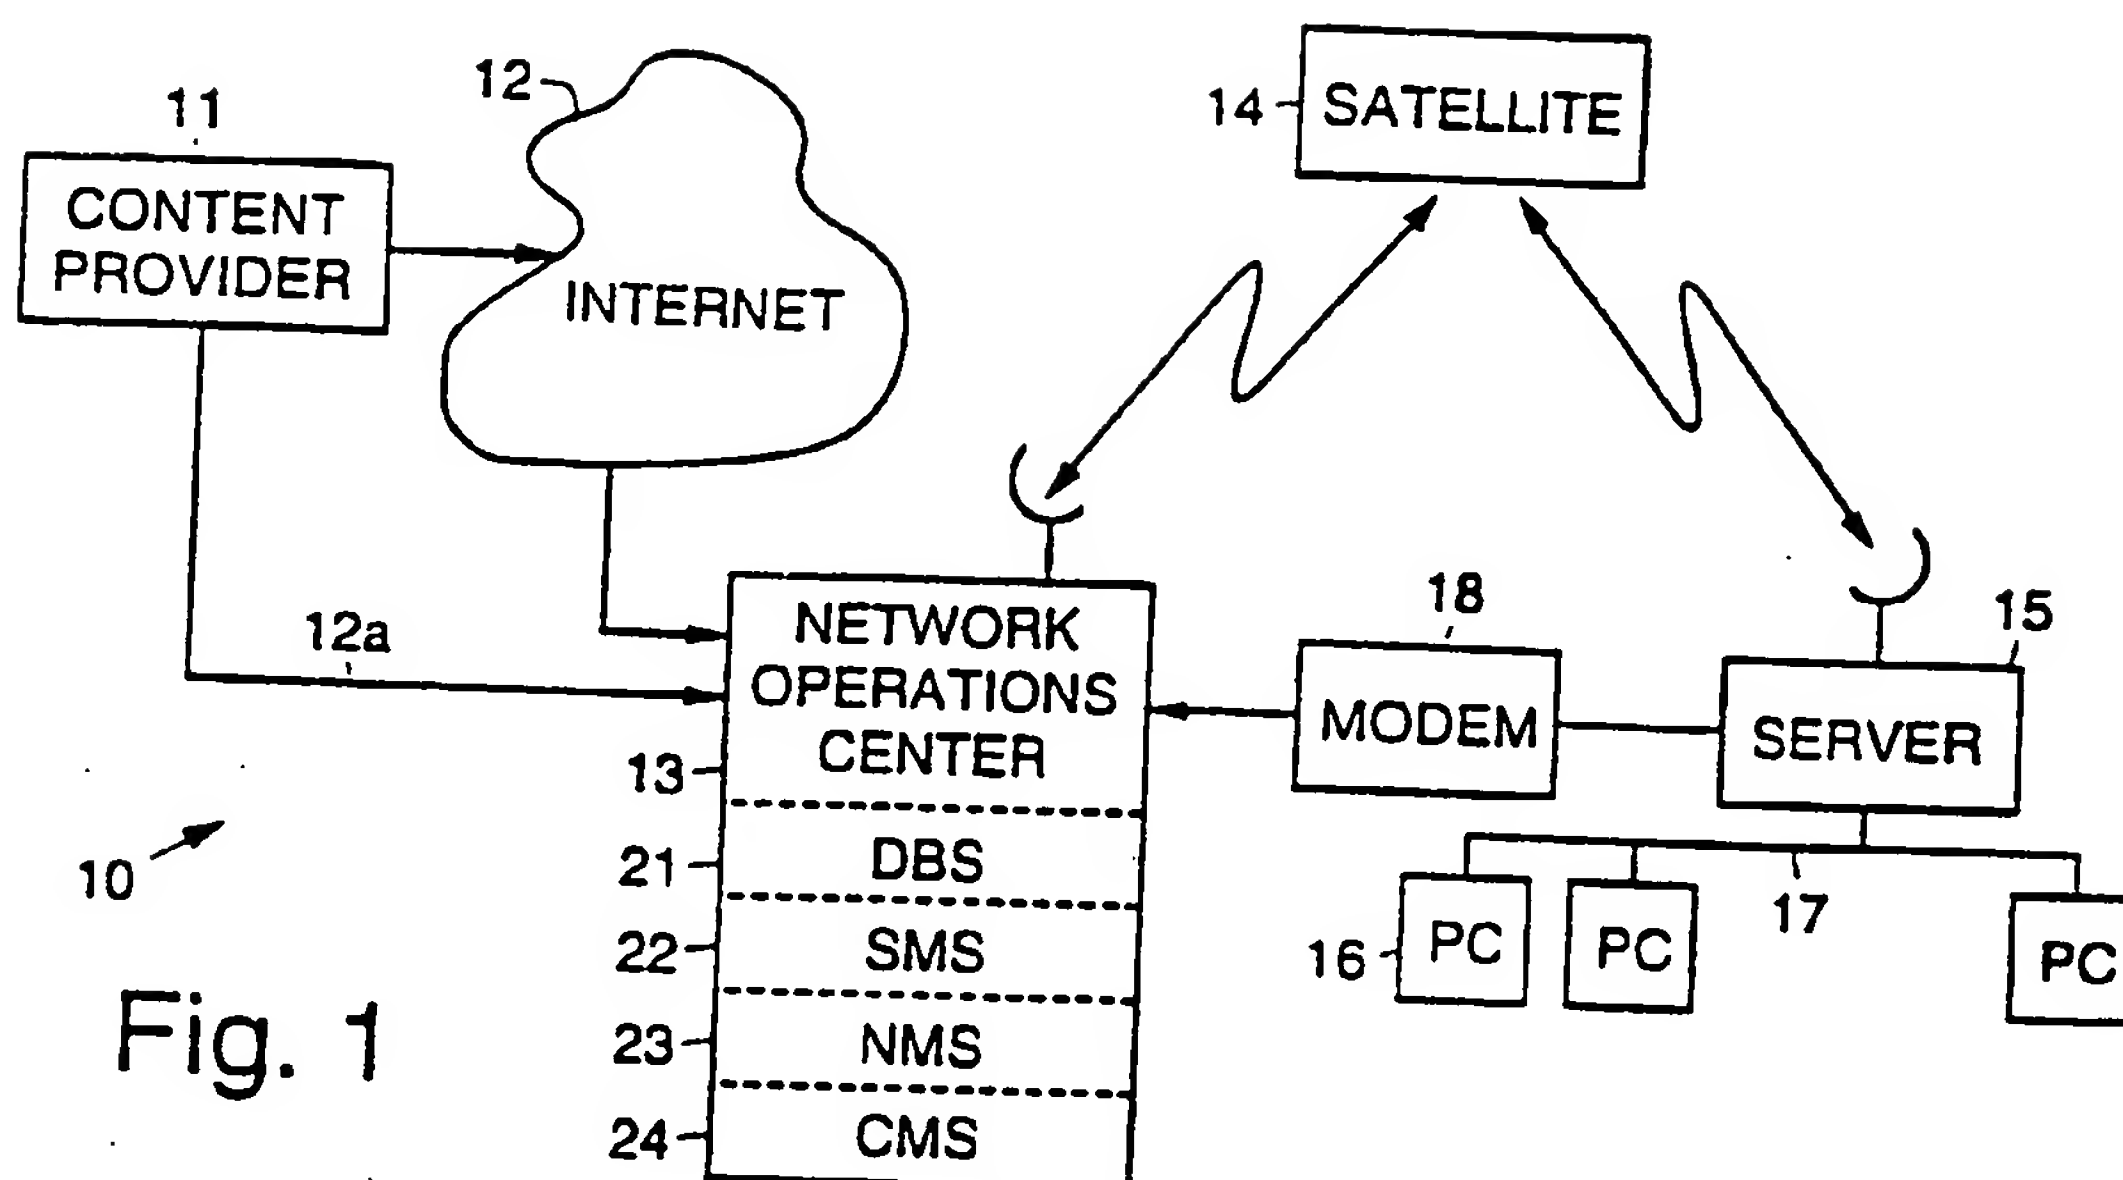 11
CONTENT
PROVIDER
12
INTERNET
14
SATELLITE
12a
NETWORK
OPERATIONS
CENTER
13
18
MODEM
15
SERVER
10
21
DBS
22
SMS
23
NMS
24
CMS
16
PC
PC
17
PC
Fig. 1